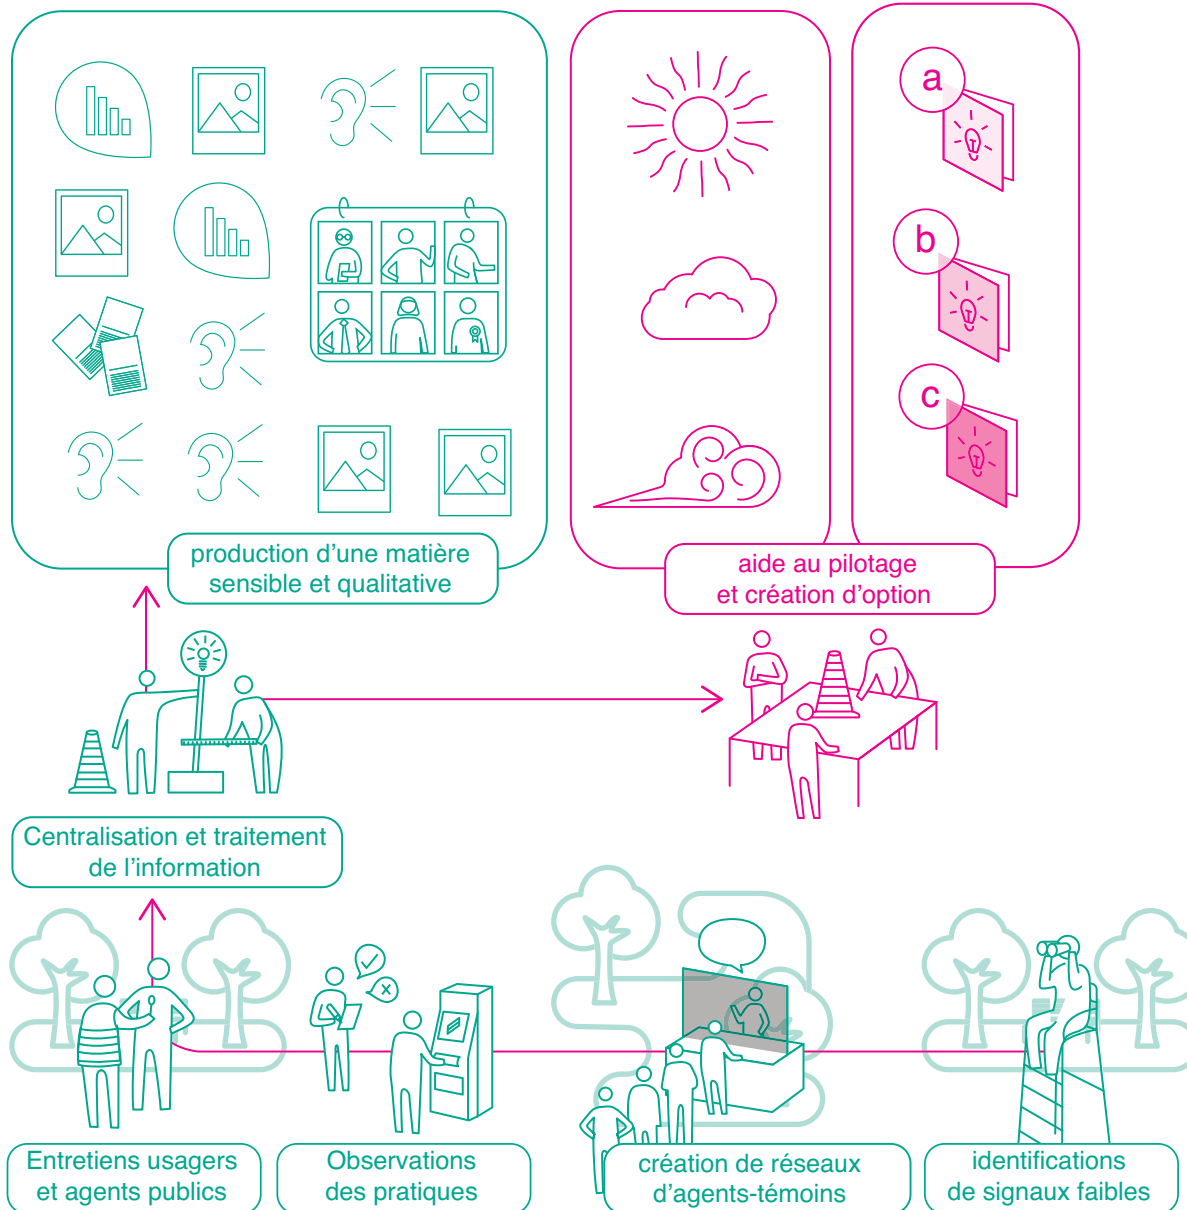 a
b
c
production d’une matière
sensible et qualitative
aide au pilotage
et création d’option
Centralisation et traitement
de l’information
Entretiens usagers
et agents publics
Observations
des pratiques
création de réseaux
d’agents-témoins
identifications
de signaux faibles